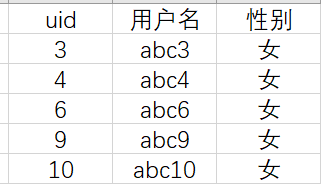 uid 用户名 性别
3 abc3 女
4 abc4 女
6 abc6 女
9 abc9 女
10 abc10 女